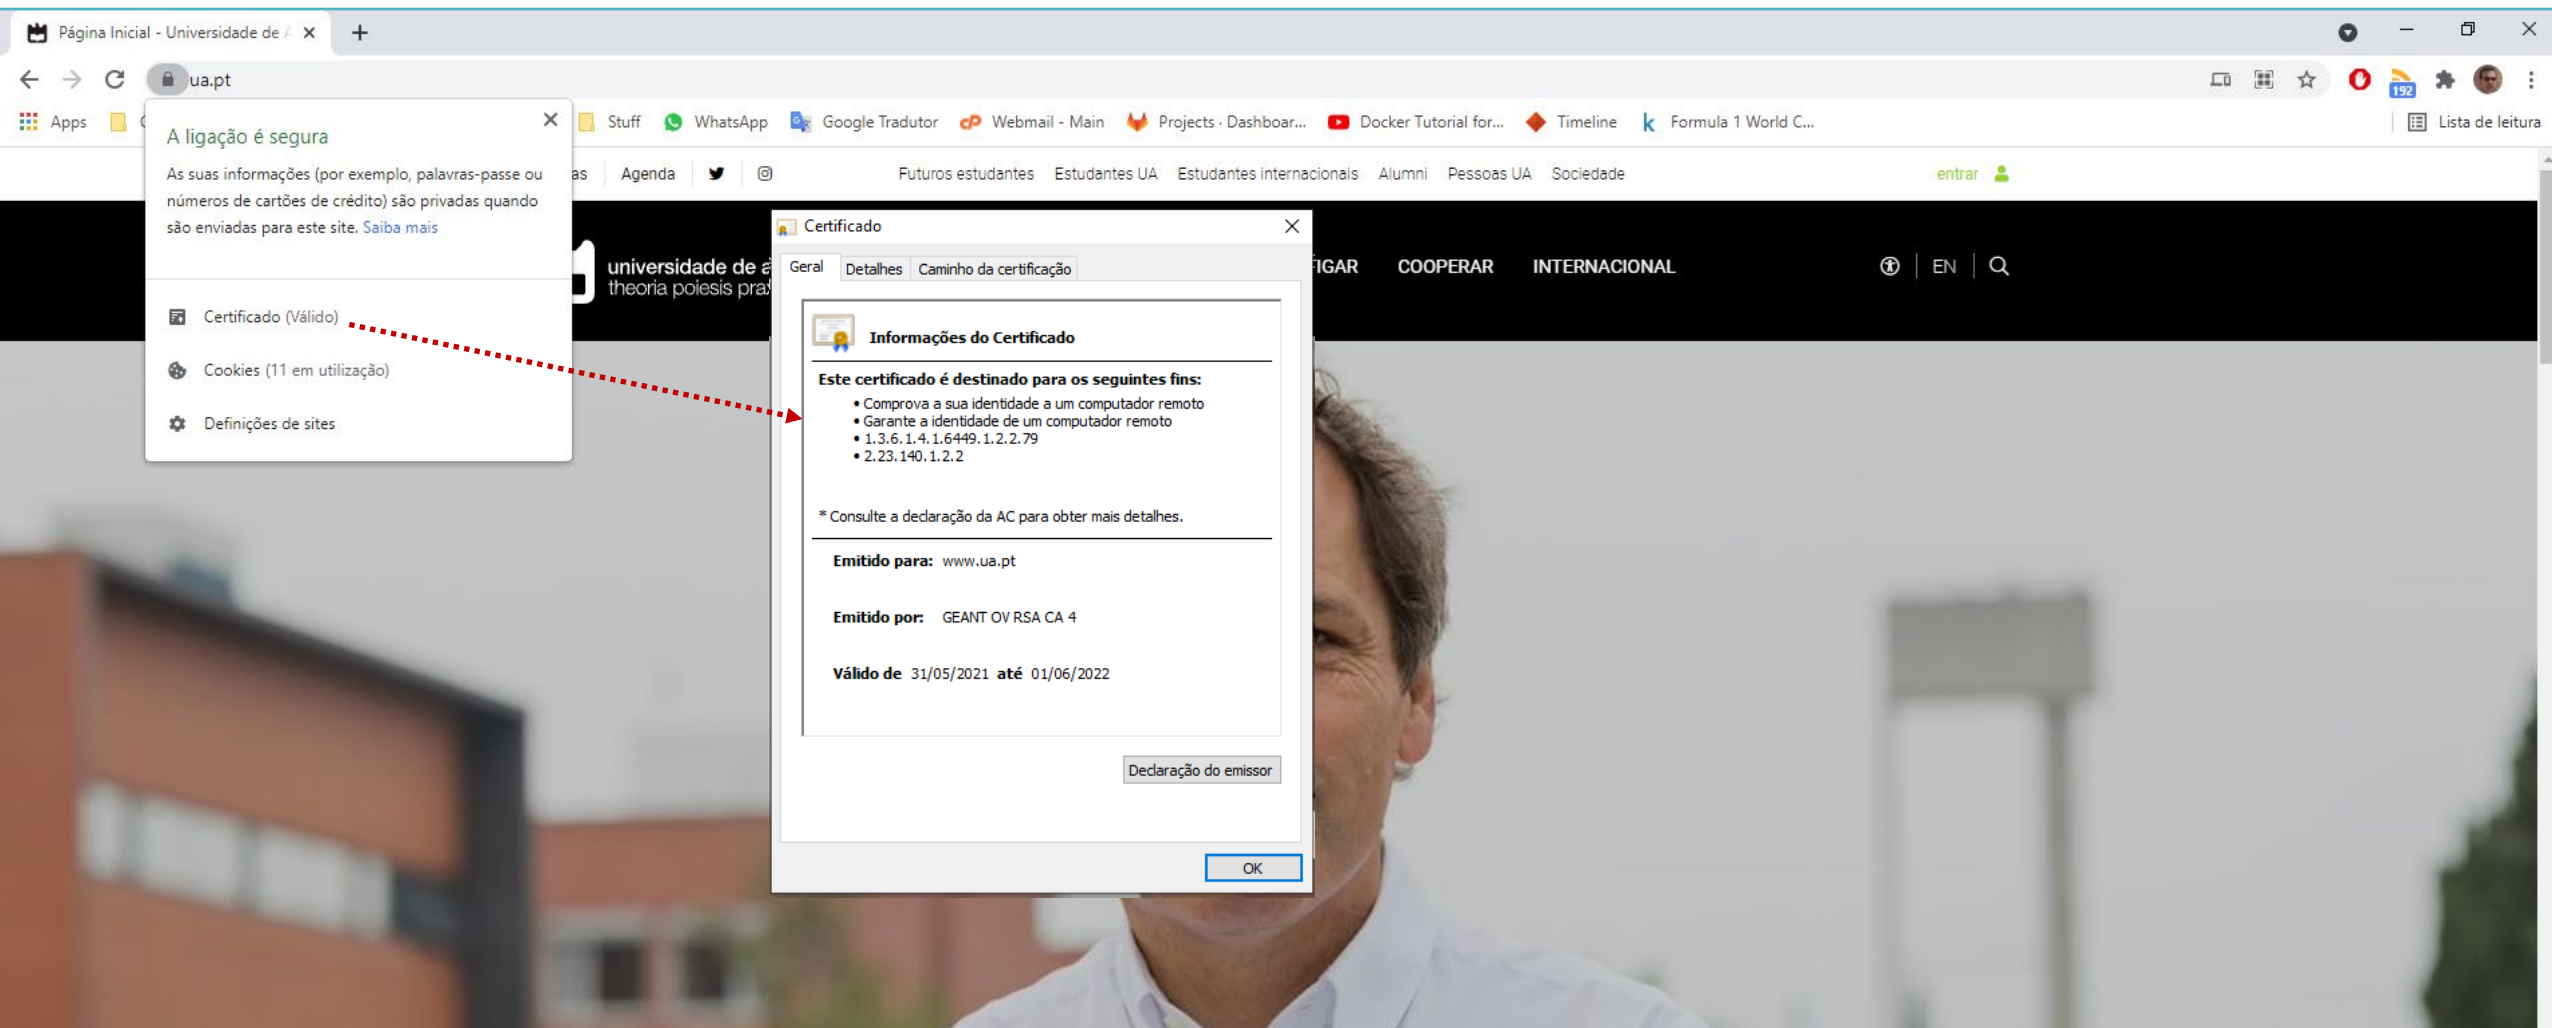 Página Inicial - Universidade de A
ua.pt
Apps
Stuff
WhatsApp
Google Tradutor
Webmail - Main
Projects · Dashboar...
Docker Tutorial for...
Timeline
Formula 1 World C...
Lista de leitura
192
A ligação é segura
As suas informações (por exemplo, palavras-passe ou
números de cartões de crédito) são privadas quando
são enviadas para este site. Saiba mais
Certificado (Válido)
Cookies (11 em utilização)
Definições de sites
as
Agenda
Futuros estudantes
Estudantes UA
Estudantes internacionais
Alumni
Pessoas UA
Sociedade
entrar
universidade de a
theoria poiesis prax
IGAR
COOPERAR
INTERNACIONAL
EN
Certificado
Geral
Detalhes
Caminho da certificação
Informações do Certificado
Este certificado é destinado para os seguintes fins:
• Comprova a sua identidade a um computador remoto
• Garante a identidade de um computador remoto
• 1.3.6.1.4.1.6449.1.2.2.79
• 2.23.140.1.2.2
* Consulte a declaração da AC para obter mais detalhes.
Emitido para: www.ua.pt
Emitido por: GEANT OV RSA CA 4
Válido de 31/05/2021 até 01/06/2022
Declaração do emissor
OK